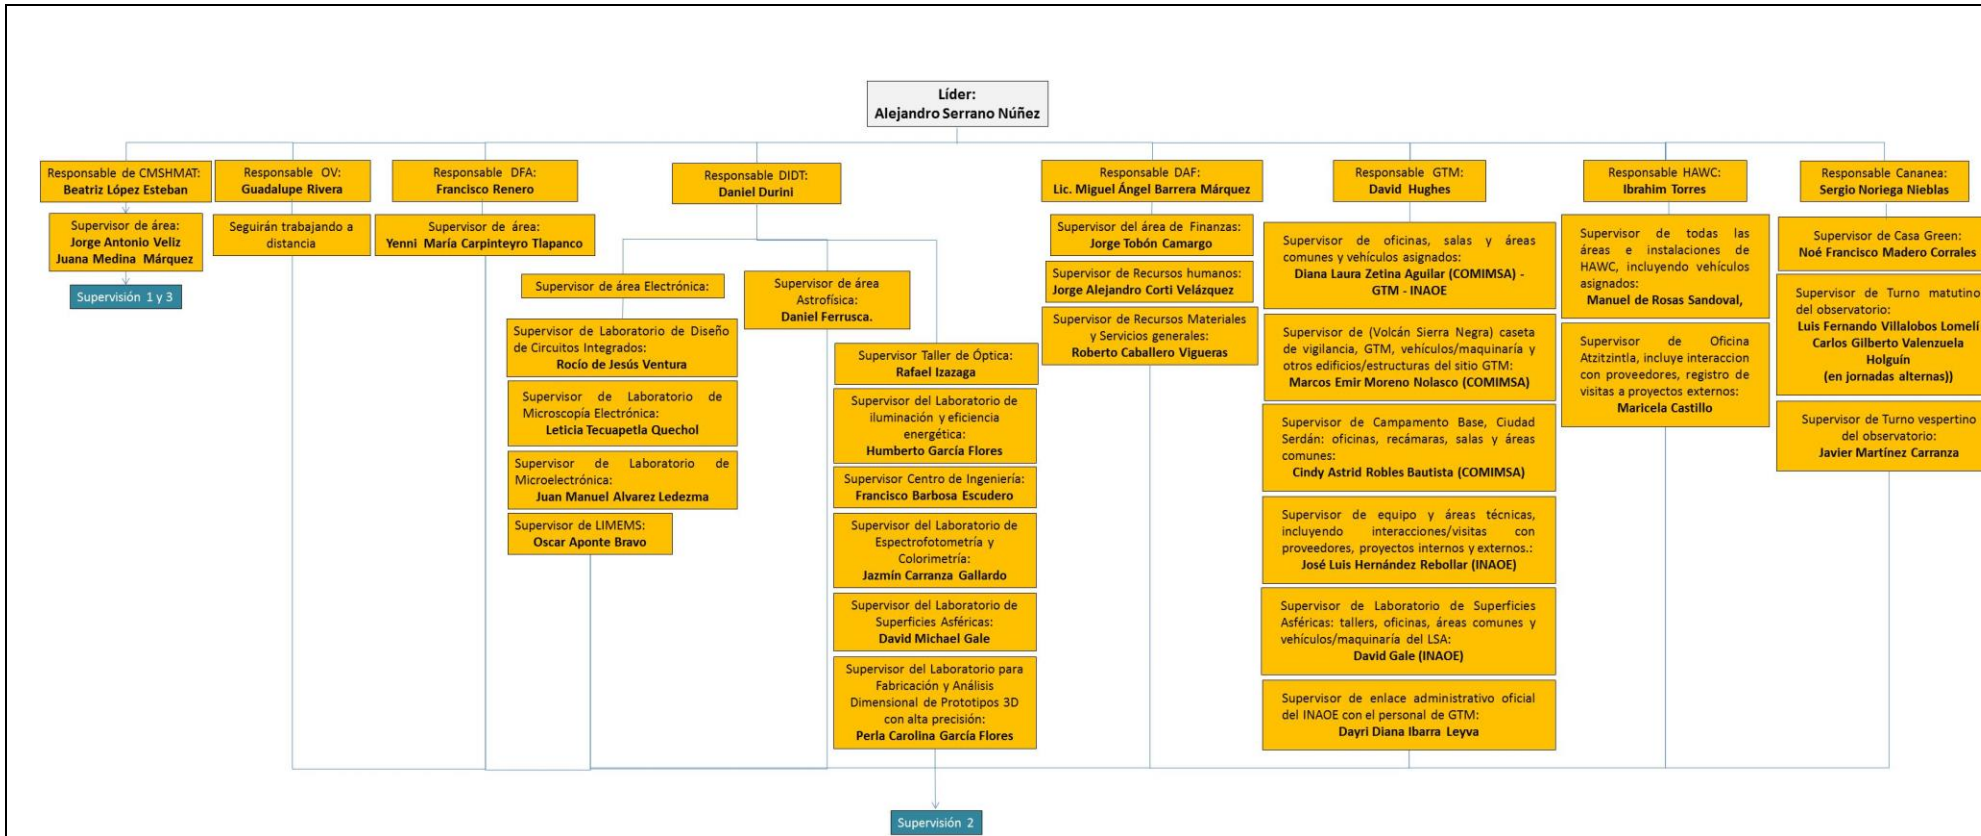 Líder:
Alejandro Serrano Núñez
Responsable de CMSHMAT:
Beatriz López Esteban
Supervisor de área:
Jorge Antonio Veliz
Juana Medina Márquez
Supervisión 1 y 3
Responsable OV:
Guadalupe Rivera
Seguirán trabajando a
distancia
Responsable DFA:
Francisco Renero
Supervisor de área:
Yenni María Carpinteyro Tlapanco
Responsable DIDT:
Daniel Durini
Supervisor de área Electrónica:
Supervisor de Laboratorio de Diseño
de Circuitos Integrados:
Rocío de Jesús Ventura
Supervisor de Laboratorio de
Microscopía Electrónica:
Leticia Tecuapetla Quechol
Supervisor de Laboratorio de
Microelectrónica:
Juan Manuel Alvarez Ledezma
Supervisor de LIMEMS:
Oscar Aponte Bravo
Supervisor de área
Astrofísica:
Daniel Ferrusca.
Supervisor Taller de Óptica:
Rafael Izazaga
Supervisor del Laboratorio de
iluminación y eficiencia
energética:
Humberto García Flores
Supervisor Centro de Ingeniería:
Francisco Barbosa Escudero
Supervisor del Laboratorio de
Espectrofotometría y
Colorimetría:
Jazmín Carranza Gallardo
Supervisor del Laboratorio de
Superficies Asféricas:
David Michael Gale
Supervisor del Laboratorio para
Fabricación y Análisis
Dimensional de Prototipos 3D
con alta precisión:
Perla Carolina García Flores
Responsable DAF:
Lic. Miguel Ángel Barrera Márquez
Supervisor del área de Finanzas:
Jorge Tobón Camargo
Supervisor de Recursos humanos:
Jorge Alejandro Corti Velázquez
Supervisor de Recursos Materiales
y Servicios generales:
Roberto Caballero Vigueras
Responsable GTM:
David Hughes
Supervisor de oficinas, salas y áreas
comunes y vehículos asignados:
Diana Laura Zetina Aguilar (COMIMSA) -
GTM - INAOE
Supervisor de (Volcán Sierra Negra) caseta
de vigilancia, GTM, vehículos/maquinaría y
otros edificios/estructuras del sitio GTM:
Marcos Emir Moreno Nolasco (COMIMSA)
Supervisor de Campamento Base, Ciudad
Serdán: oficinas, recámaras, salas y áreas
comunes:
Cindy Astrid Robles Bautista (COMIMSA)
Supervisor de equipo y áreas técnicas,
incluyendo interacciones/visitas con
proveedores, proyectos internos y externos.:
José Luis Hernández Rebollar (INAOE)
Supervisor de Laboratorio de Superficies
Asféricas: tallers, oficinas, áreas comunes y
vehículos/maquinaría del LSA:
David Gale (INAOE)
Supervisor de enlace administrativo oficial
del INAOE con el personal de GTM:
Dayri Diana Ibarra Leyva
Responsable HAWC:
Ibrahim Torres
Supervisor de todas las
áreas e instalaciones de
HAWC, incluyendo vehículos
asignados:
Manuel de Rosas Sandoval,
Supervisor de Oficina
Atzitzintla, incluye interaccion
con proveedores, registro de
visitas a proyectos externos:
Maricela Castillo
Responsable Cananea:
Sergio Noriega Nieblas
Supervisor de Casa Green:
Noé Francisco Madero Corrales
Supervisor de Turno matutino
del observatorio:
Luis Fernando Villalobos Lomelí
Carlos Gilberto Valenzuela
Holguín
(en jornadas alternas))
Supervisor de Turno vespertino
del observatorio:
Javier Martínez Carranza
Supervisión 2